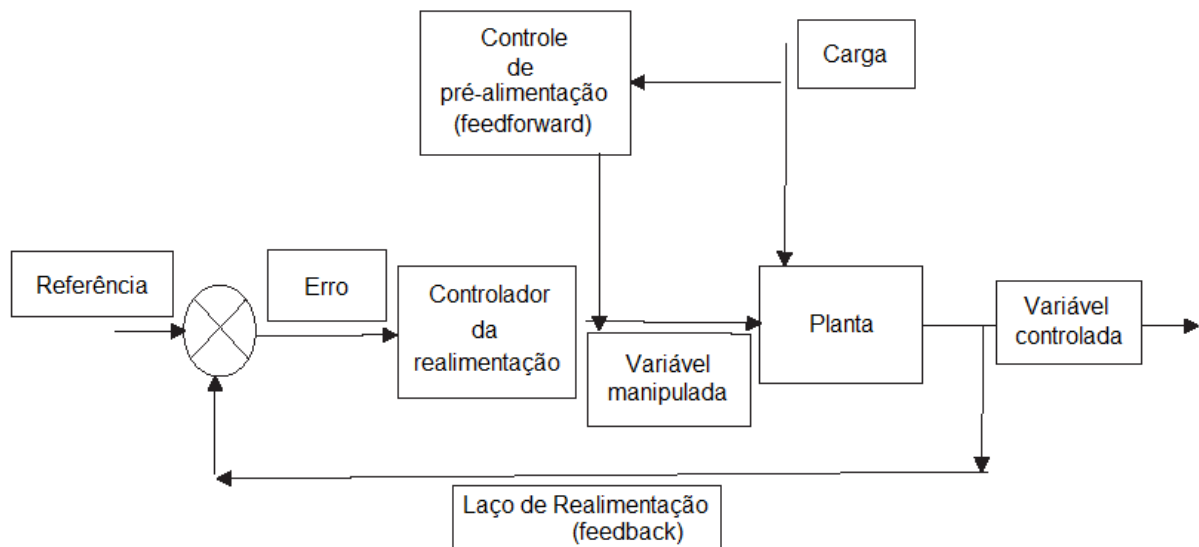 Controle
de
pré-alimentação
(feedforward)
Carga
Referência
Erro
Controlador
da
realimentação
Variável
manipulada
Planta
Variável
controlada
Laço de Realimentação
(feedback)